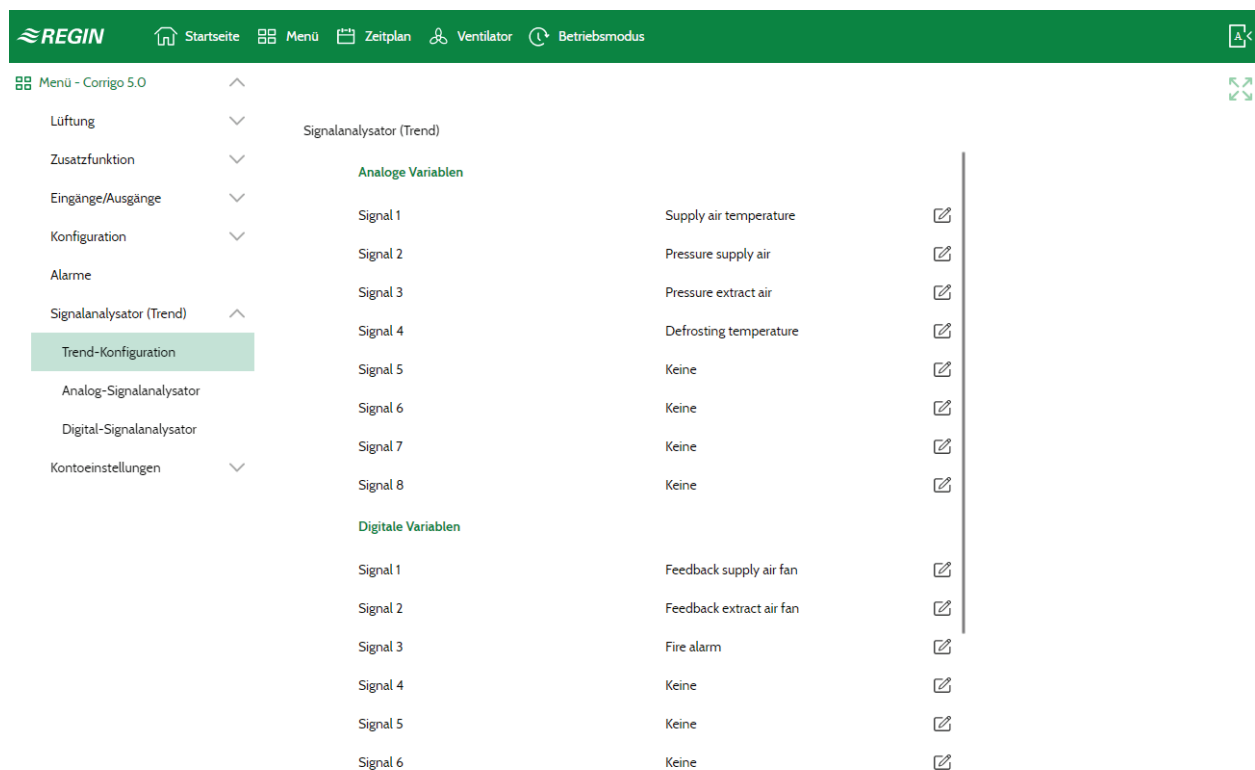 REGIN Startseite Menü Zeitplan Ventilator Betriebsmodus A
Menü - Corrigo 5.0
Lüftung
Zusatzfunktion
Eingänge/Ausgänge
Konfiguration
Alarme
Signalanalysator (Trend)
Trend-Konfiguration
Analog-Signalanalysator
Digital-Signalanalysator
Kontoeinstellungen
Signalanalysator (Trend)
Analoge Variablen
Signal 1 Supply air temperature
Signal 2 Pressure supply air
Signal 3 Pressure extract air
Signal 4 Defrosting temperature
Signal 5 Keine
Signal 6 Keine
Signal 7 Keine
Signal 8 Keine
Digitale Variablen
Signal 1 Feedback supply air fan
Signal 2 Feedback extract air fan
Signal 3 Fire alarm
Signal 4 Keine
Signal 5 Keine
Signal 6 Keine